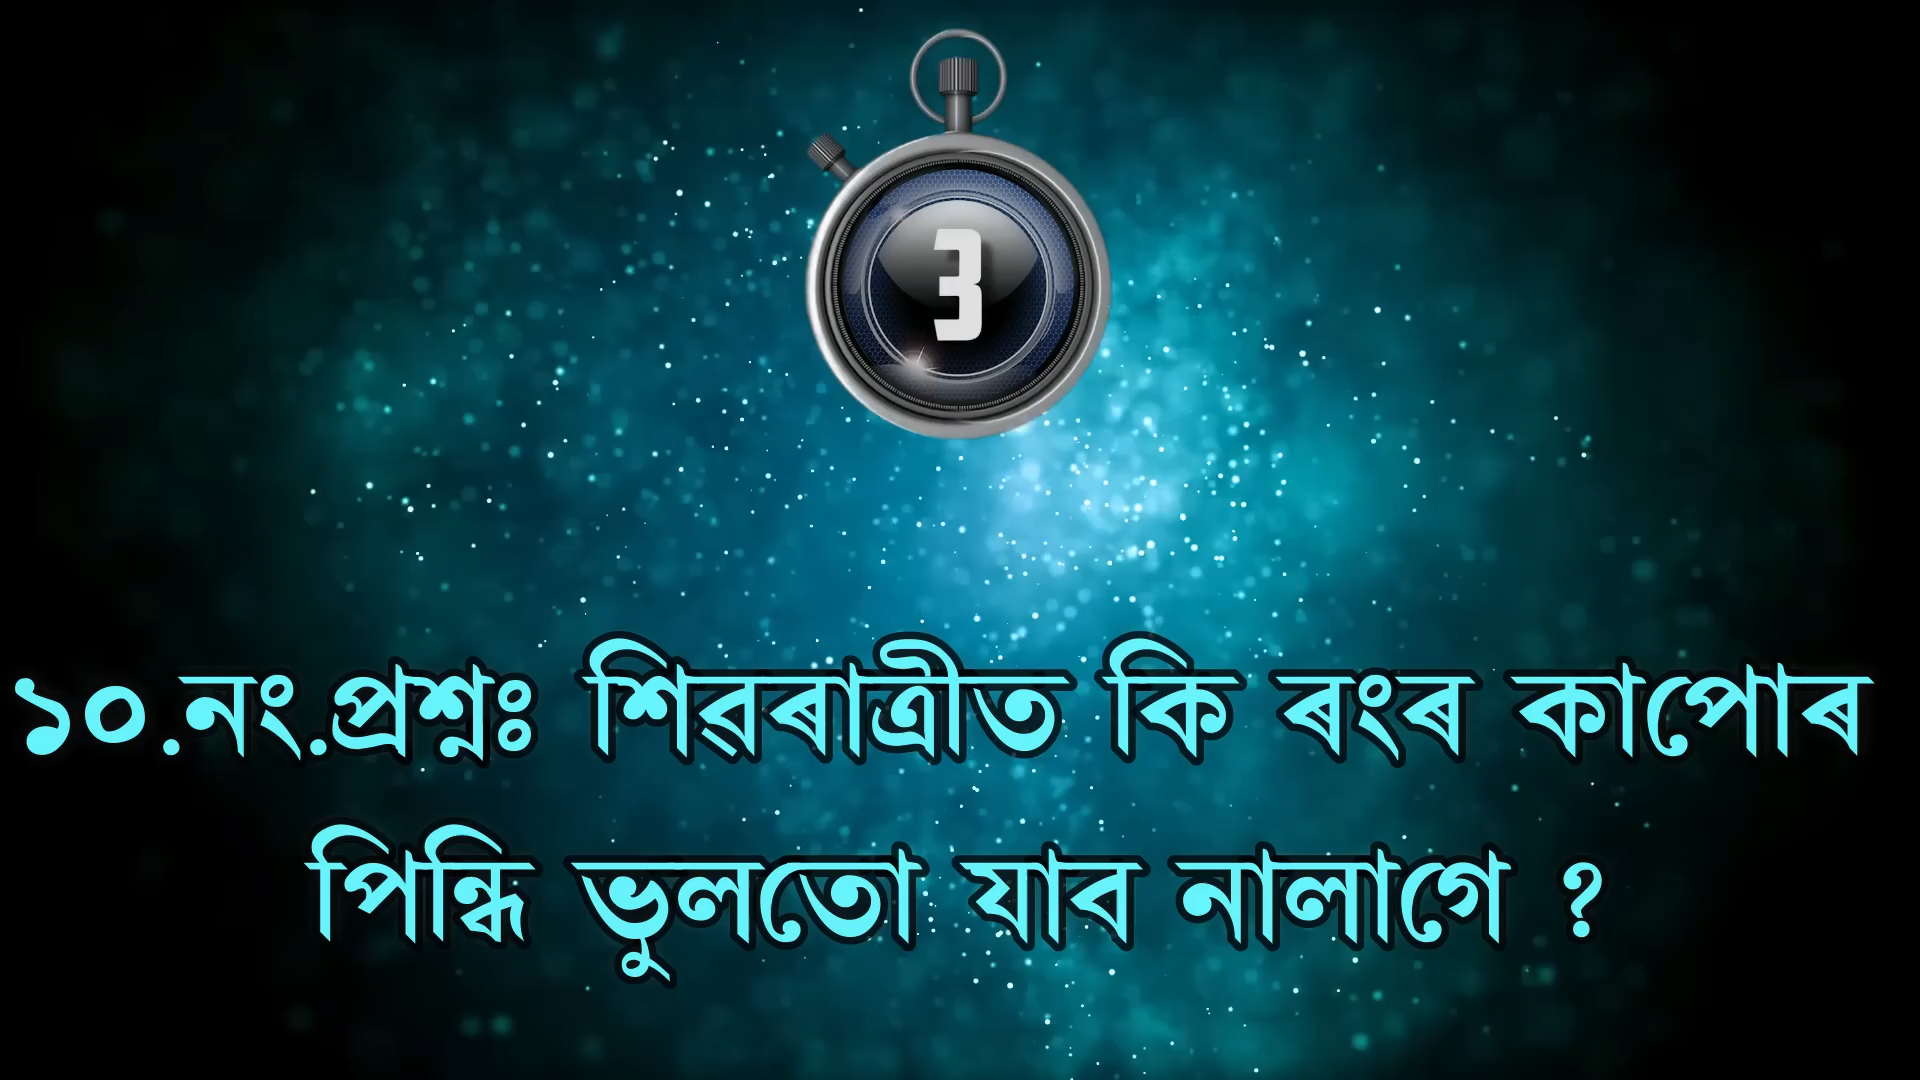 3
১০.নং.প্ৰশ্নঃ শিৱৰাত্ৰীত কি ৰংৰ কাপোৰ
পিন্ধি ভুলতো যাব নালাগে ?